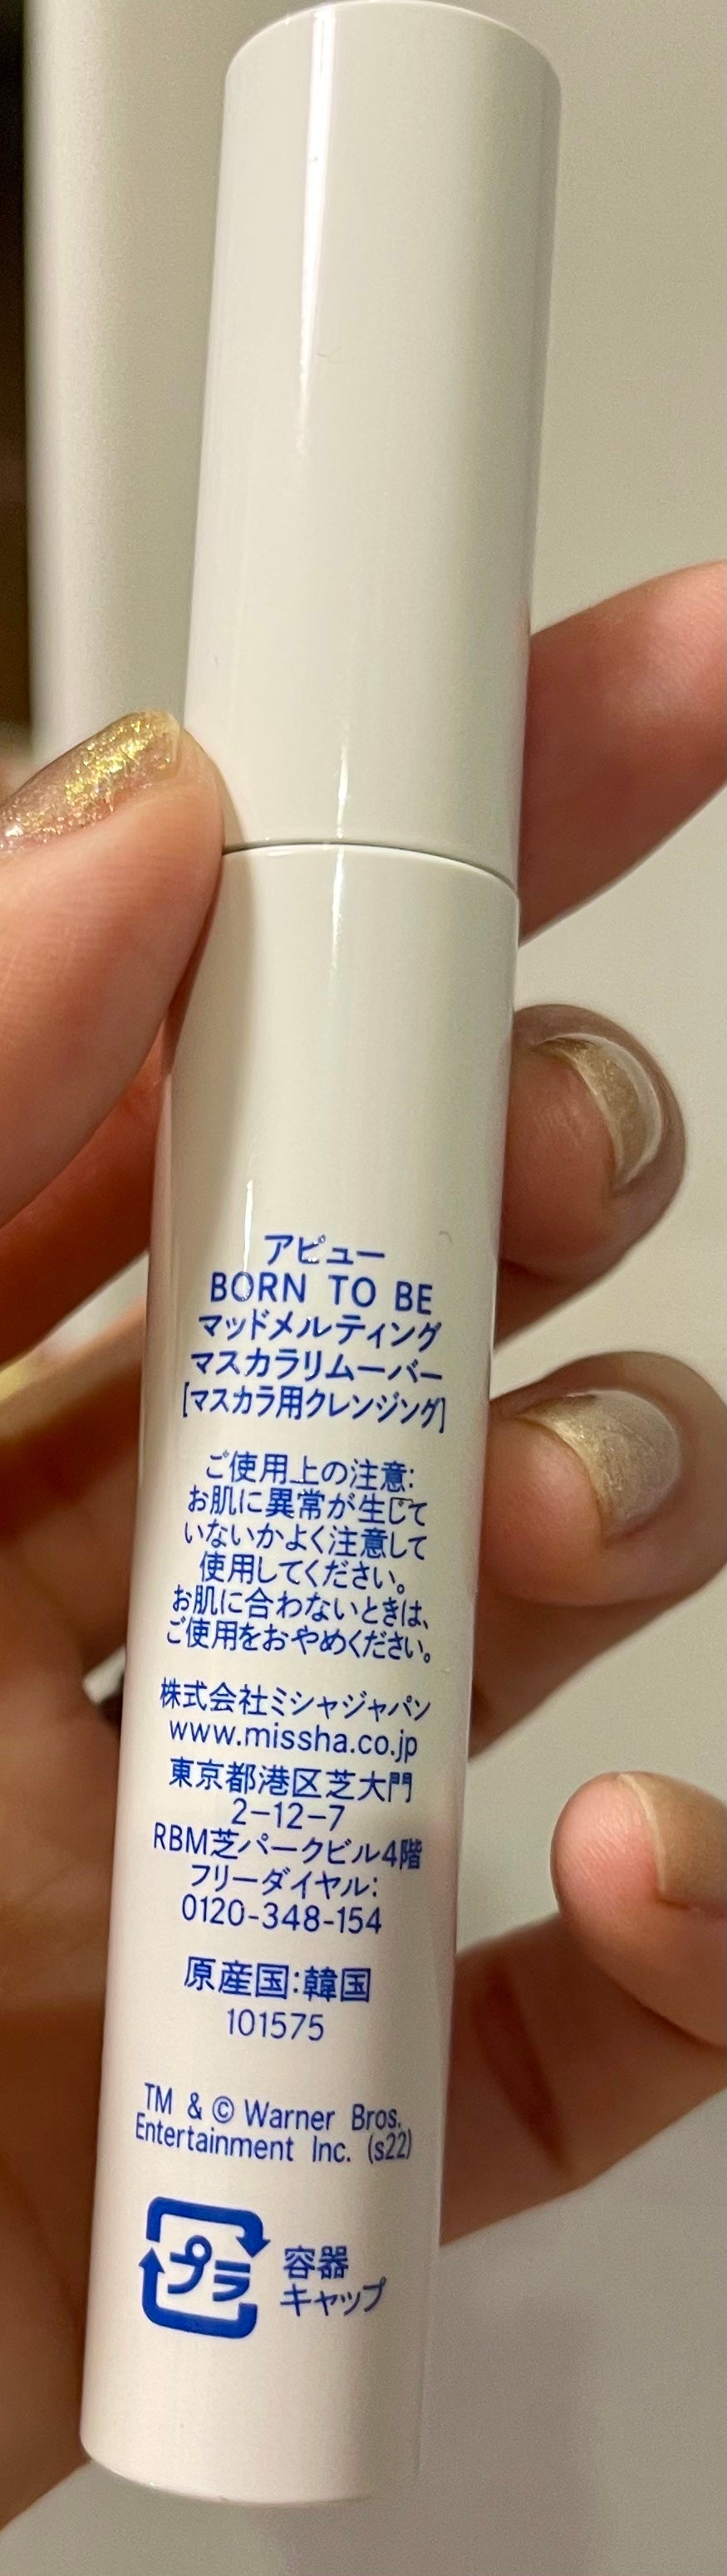 アピュー
BORN TO BE
マッドメルティング
マスカラリムーバー
[マスカラ用クレンジング]
ご使用上の注意:
お肌に異常が生じて
いないかよく注意して
使用してください。
お肌に合わないときは、
ご使用をおやめください。
株式会社ミシャジャパン
www.missha.co.jp
東京都港区芝大門
2-12-7
RBM芝パークビル4階
フリーダイヤル:
0120-348-154
原産国:韓国
101575
TM & © Warner Bros.
Entertainment Inc. (s22)
プラ
容器
キャップ